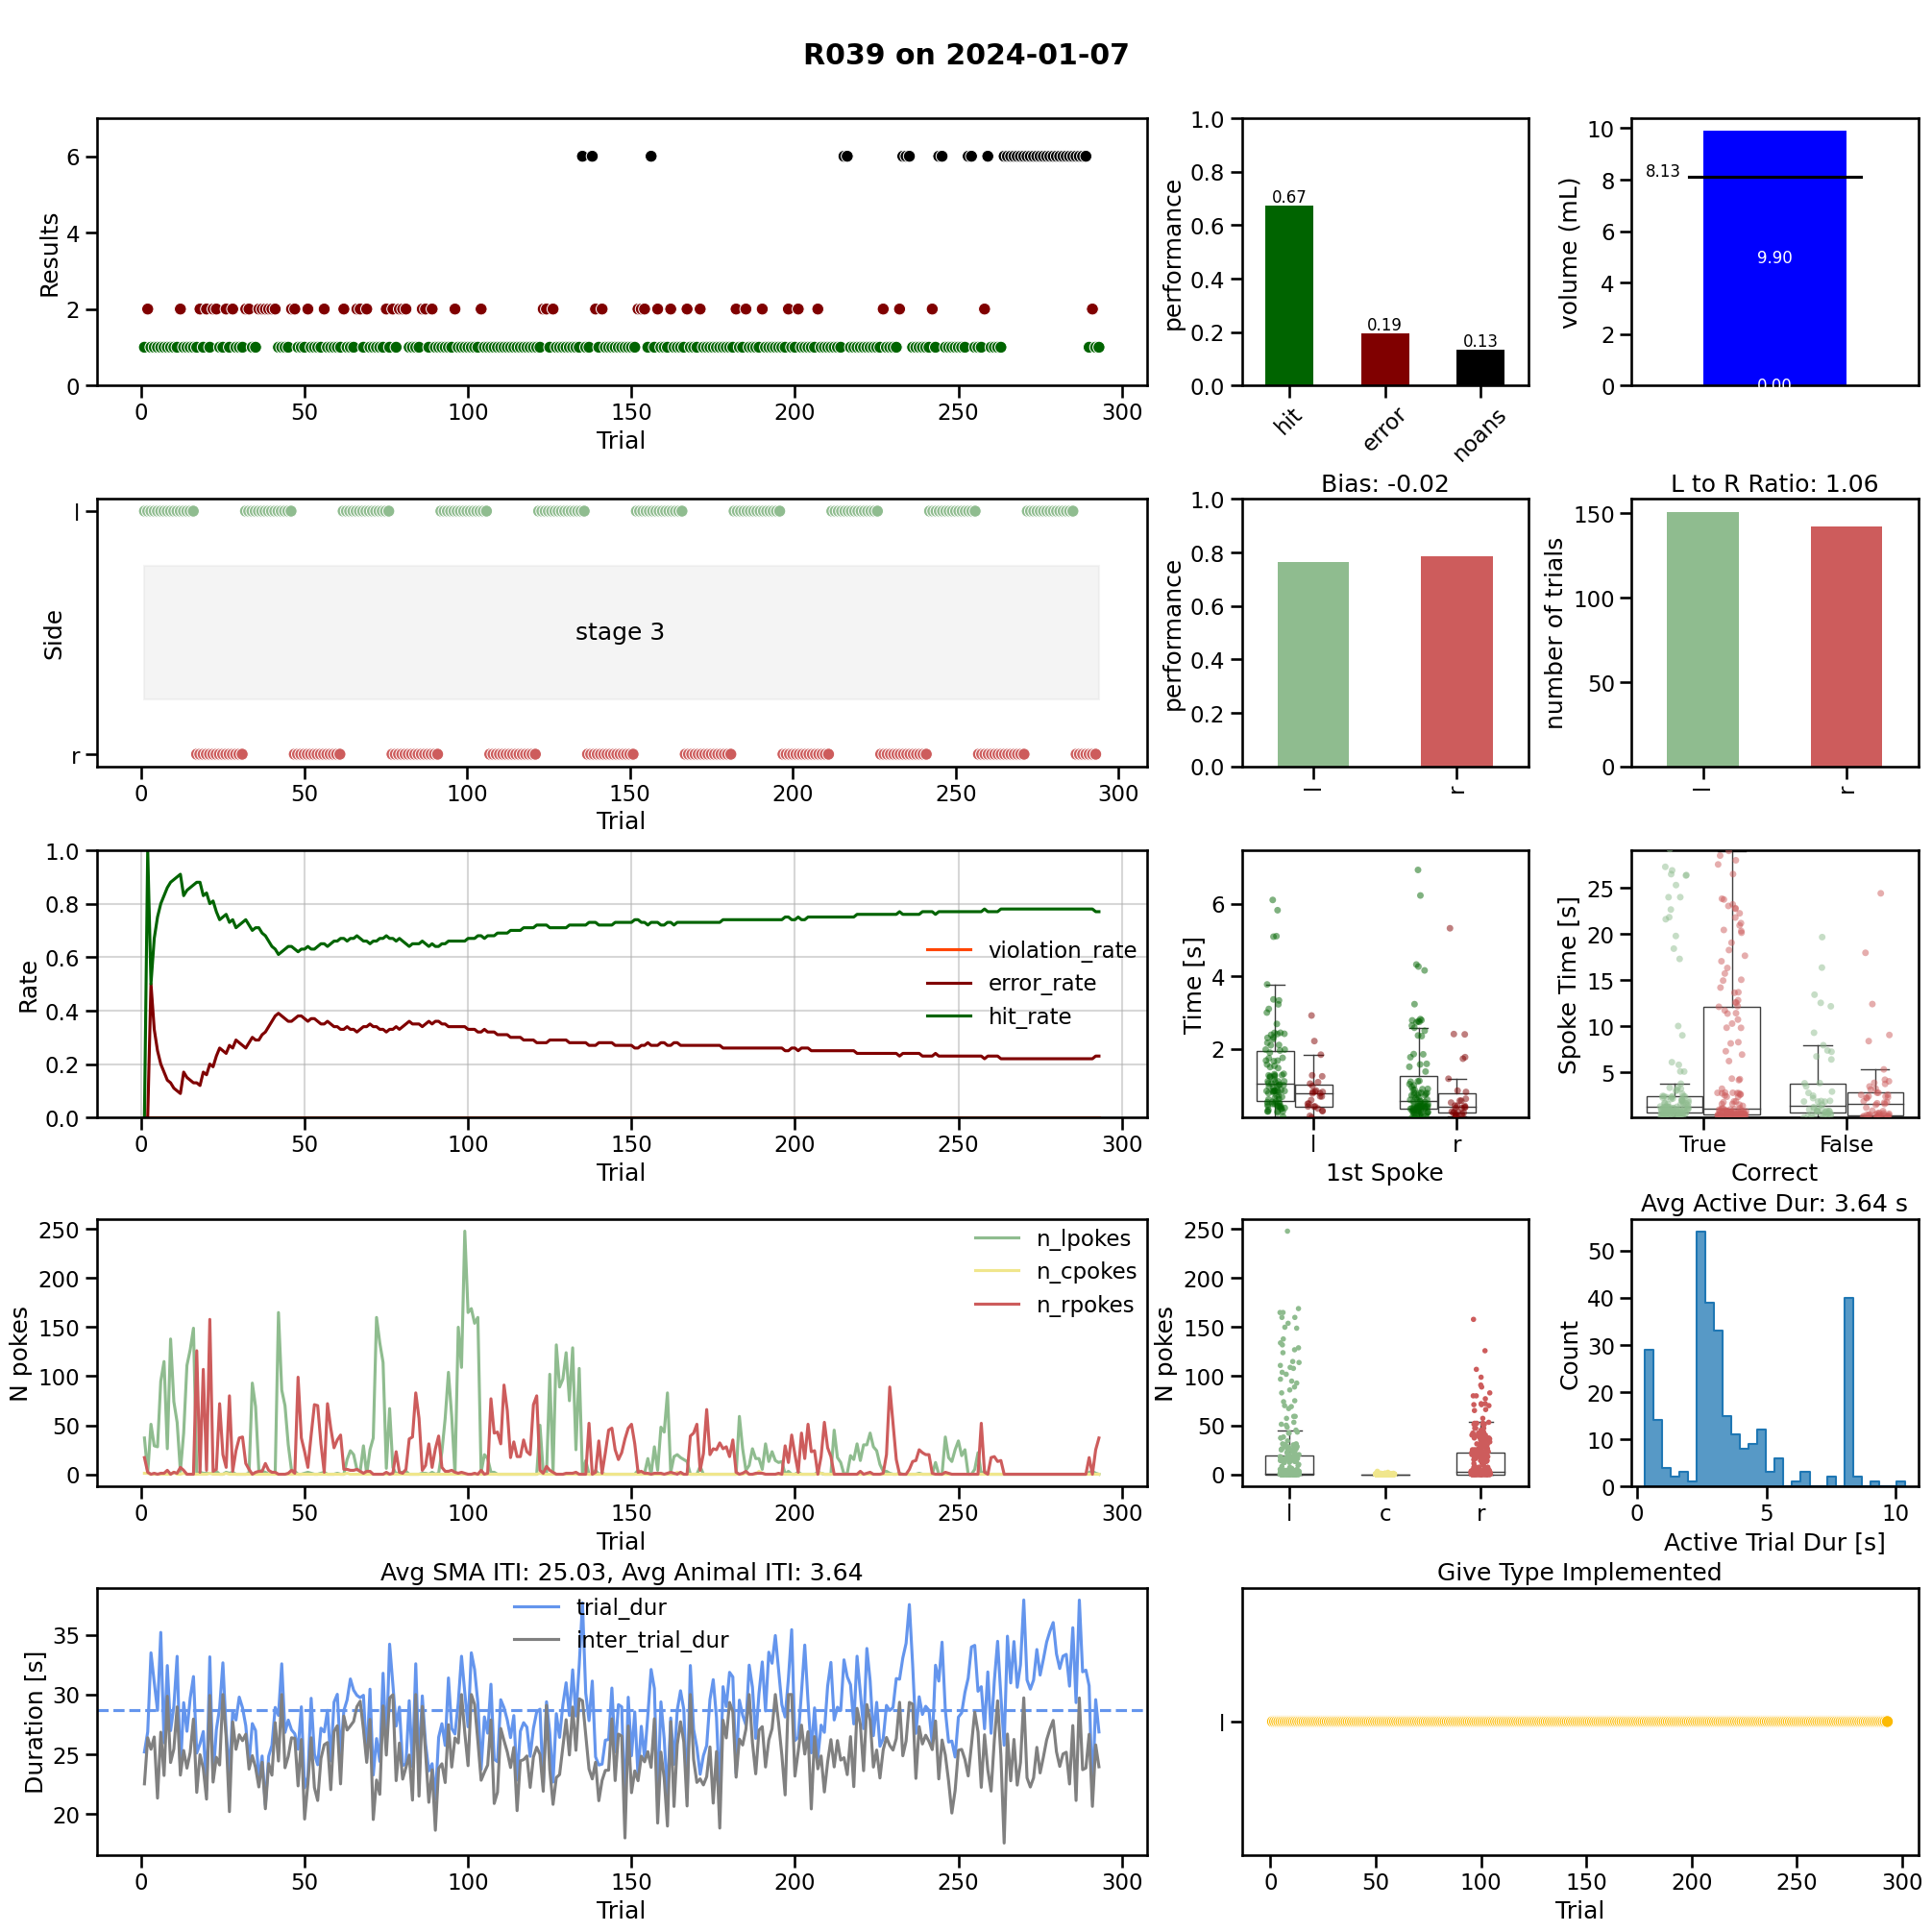 R039 on 2024-01-07
Results
6
4
2
0
0 50 100 150 200 250 300
Trial
performance
1.0
0.8
0.6
0.4
0.2
0.0
0.67
0.19
0.13
hit error noans
volume (mL)
10
8
6
4
2
0
8.13
9.90
0.00
Side
l
r
stage 3
0 50 100 150 200 250 300
Trial
Bias: -0.02
performance
1.0
0.8
0.6
0.4
0.2
0.0
l r
L to R Ratio: 1.06
number of trials
150
100
50
0
l r
Rate
1.0
0.8
0.6
0.4
0.2
0.0
violation_rate
error_rate
hit_rate
0 50 100 150 200 250 300
Trial
Time [s]
6
4
2
l r
1st Spoke
Spoke Time [s]
25
20
15
10
5
True False
Correct
N pokes
250
200
150
100
50
0
n_lpokes
n_cpokes
n_rpokes
0 50 100 150 200 250 300
Trial
N pokes
250
200
150
100
50
0
l c r
Avg Active Dur: 3.64 s
Count
50
40
30
20
10
0
0 5 10
Active Trial Dur [s]
Avg SMA ITI: 25.03, Avg Animal ITI: 3.64
Duration [s]
35
30
25
20
trial_dur
inter_trial_dur
0 50 100 150 200 250 300
Trial
Give Type Implemented
l
0 50 100 150 200 250 300
Trial